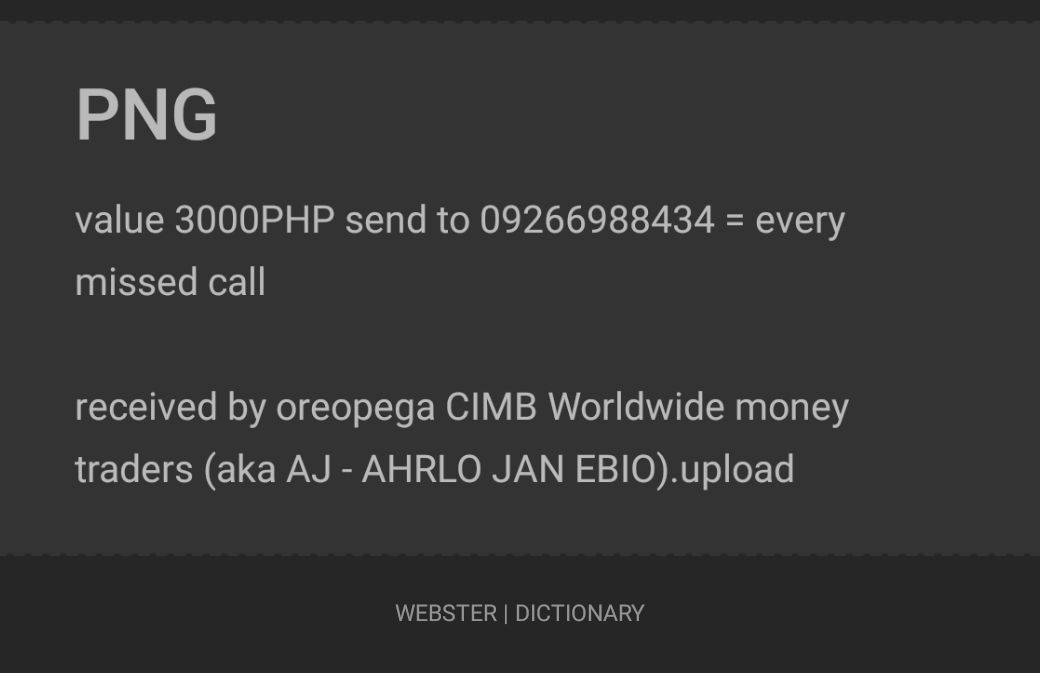 PNG
value 3000PHP send to 09266988434 = every
missed call
received by oreopega CIMB Worldwide money
traders (aka AJ - AHRLO JAN EBIO).upload
WEBSTER | DICTIONARY